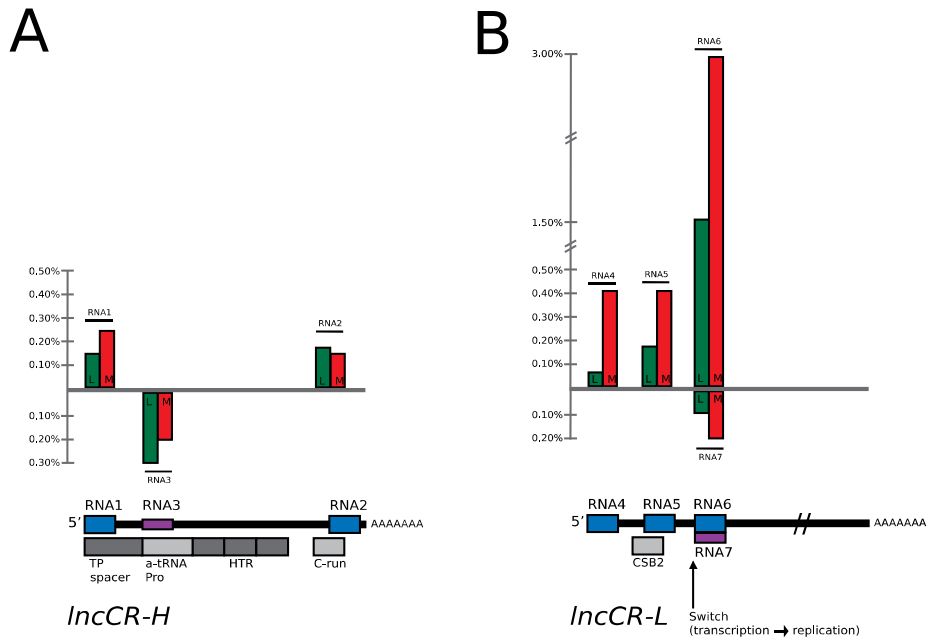 A
0.50%
0.40%
0.30%
0.20%
0.10%
0.10%
0.20%
0.30%
RNA1
L M
RNA2
L M
L M
RNA3
RNA1 RNA3 RNA2
5’ AAAAAAA
TP spacer
a-tRNA Pro
HTR
C-run
lncCR-H
B
3.00%
1.50%
0.50%
0.40%
0.30%
0.20%
0.10%
0.10%
0.20%
RNA4
L M
RNA5
L M
RNA6
L M
L M
RNA7
RNA4 RNA5 RNA6
5’ AAAAAAA
RNA7
CSB2
lncCR-L
Switch
(transcription → replication)